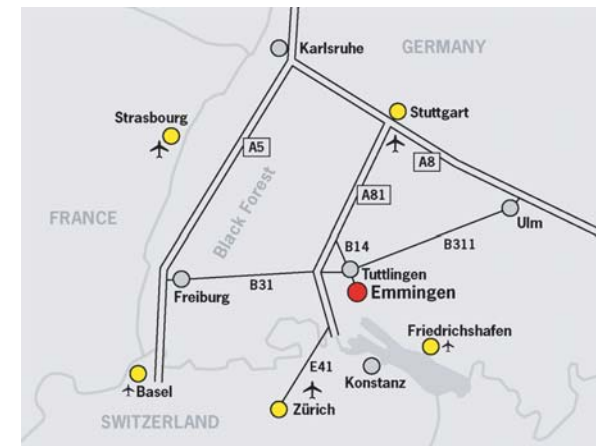 Karlsruhe
GERMANY
Strasbourg
Stuttgart
A5
A8
A81
Black Forest
FRANCE
Ulm
B14
B311
Tuttlingen
Freiburg
B31
Emmingen
Friedrichshafen
E41
Konstanz
Basel
Zürich
SWITZERLAND